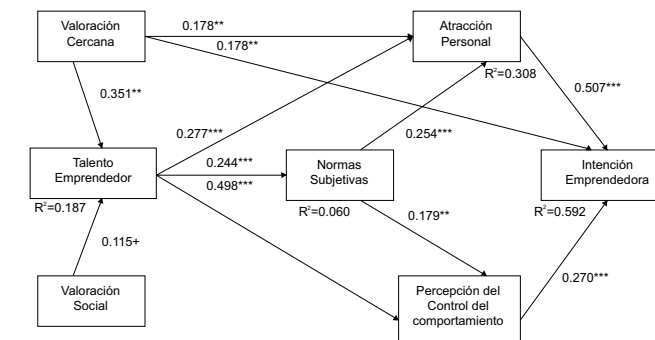 Valoración
Cercana
0.178**
0.178**
Atracción
Personal
R²=0.308
0.351**
0.507***
0.277***
0.254***
Talento
Emprendedor
R²=0.187
0.244***
0.498***
Normas
Subjetivas
R²=0.060
Intención
Emprendedora
R²=0.592
0.179**
0.115+
0.270***
Valoración
Social
Percepción del
Control del
comportamiento